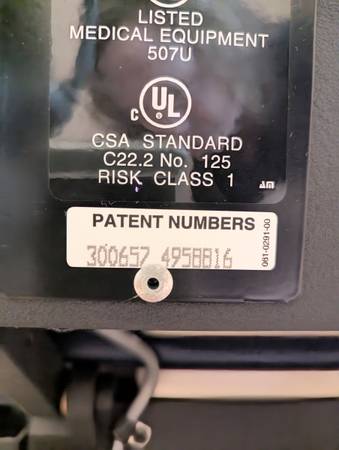 LISTED
MEDICAL EQUIPMENT
507U
C UL
CSA STANDARD
C22.2 No. 125
RISK CLASS 1
PATENT NUMBERS
300657 4958816
061-0291-00